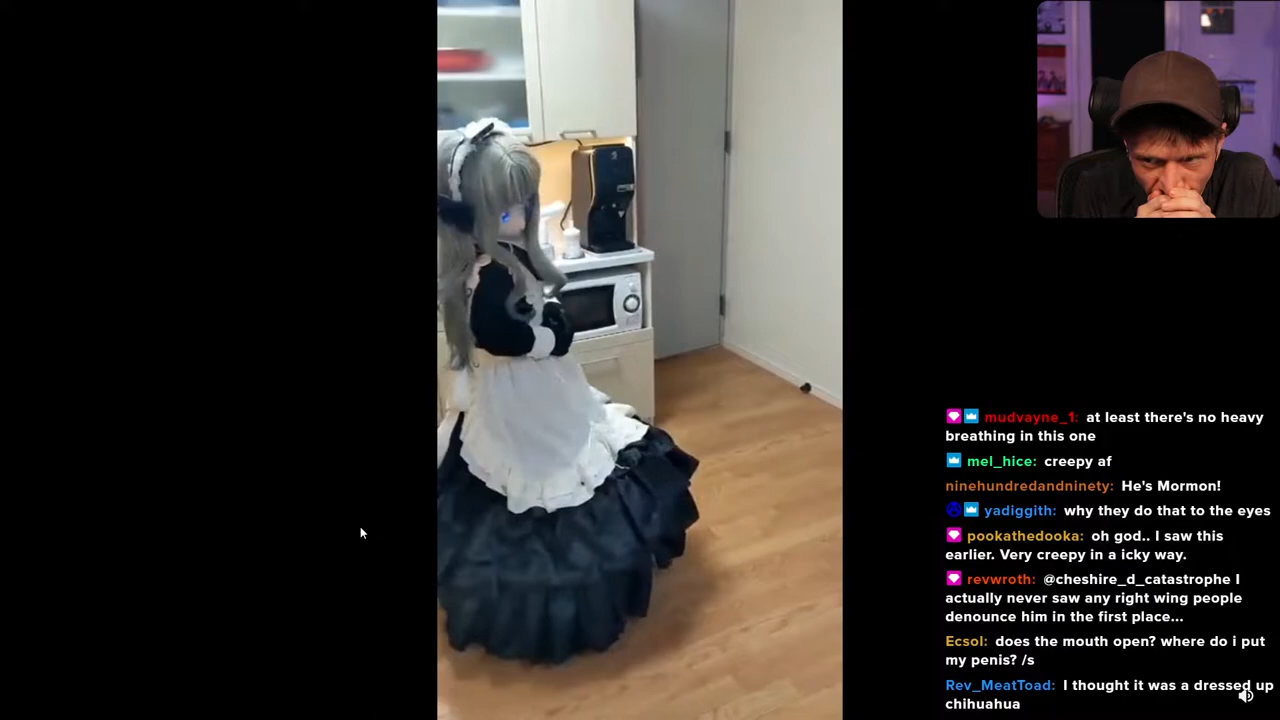 mudvayne_1: at least there's no heavy
breathing in this one
mel_hice: creepy af
ninehundredandninety: He's Mormon!
yadiggith: why they do that to the eyes
pookathedooka: oh god.. I saw this
earlier. Very creepy in a icky way.
revwroth: @cheshire_d_catastrophe I
actually never saw any right wing people
denounce him in the first place...
Ecsol: does the mouth open? where do i put
my penis? /s
Rev_MeatToad: I thought it was a dressed up
chihuahua